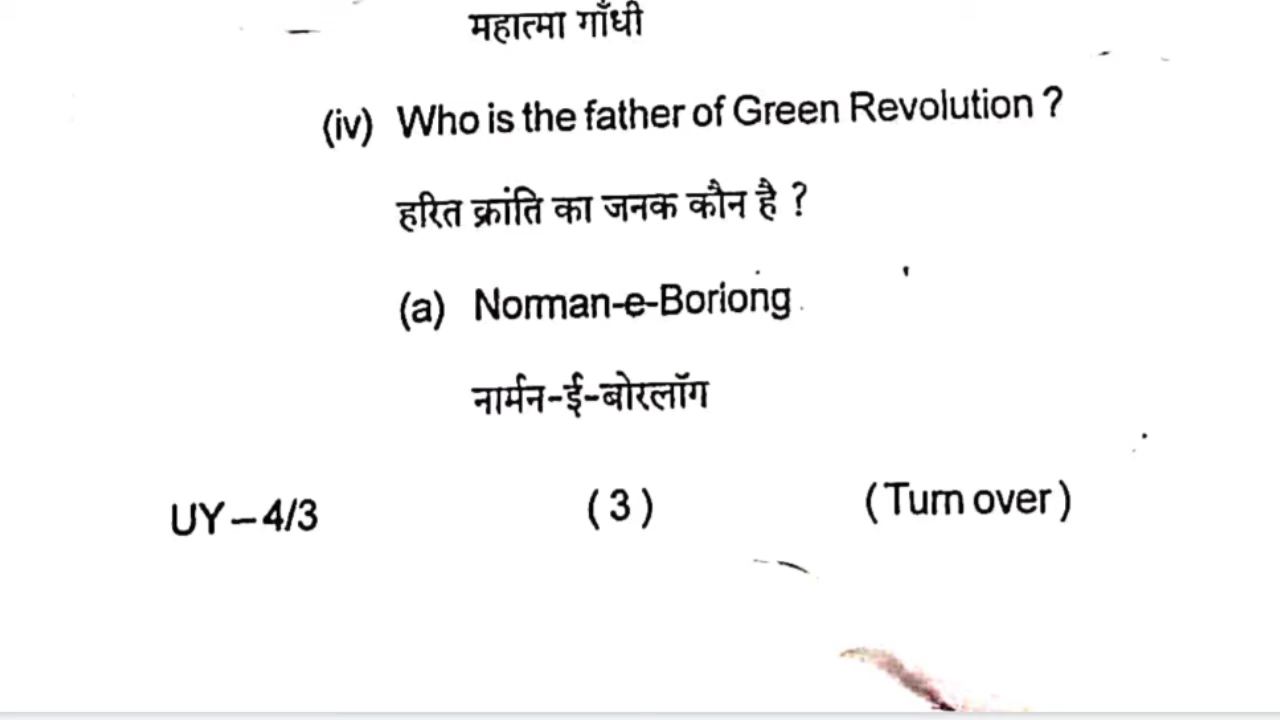 महात्मा गाँधी
(iv) Who is the father of Green Revolution ?
हरित क्रांति का जनक कौन है ?
(a) Norman-e-Boriong
नार्मन-ई-बोरलॉग
UY – 4/3 (3) (Turn over)